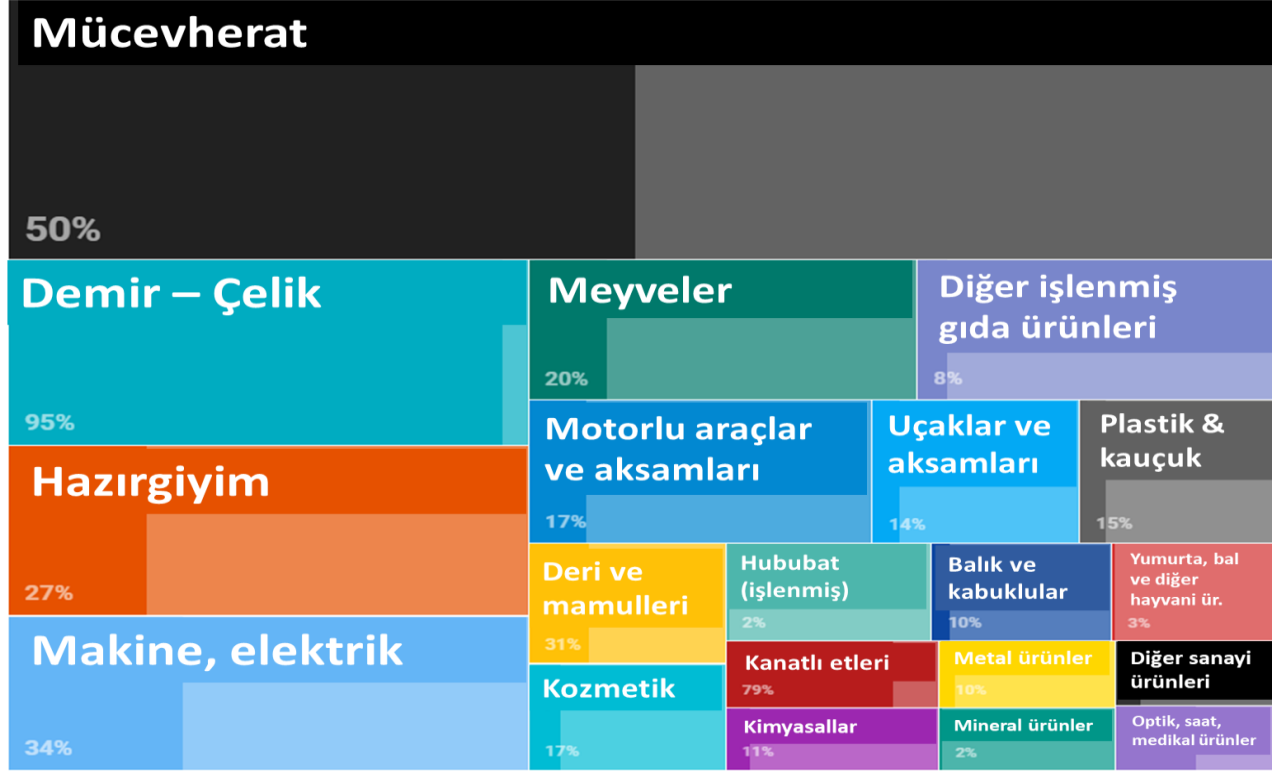 Mücevherat
50%
Demir – Çelik
95%
Hazırgiyim
27%
Makine, elektrik
34%
Meyveler
20%
Diğer işlenmiş
gıda ürünleri
8%
Motorlu araçlar
ve aksamları
17%
Uçaklar ve
aksamları
14%
Plastik &
kauçuk
15%
Deri ve
mamulleri
31%
Kozmetik
17%
Hububat
(işlenmiş)
2%
Balık ve
kabuklular
10%
Yumurta, bal
ve diğer
hayvani ür.
3%
Kanatlı etleri
79%
Metal ürünler
10%
Diğer sanayi
ürünleri
Kimyasallar
11%
Mineral ürünler
2%
Optik, saat,
medikal ürünler